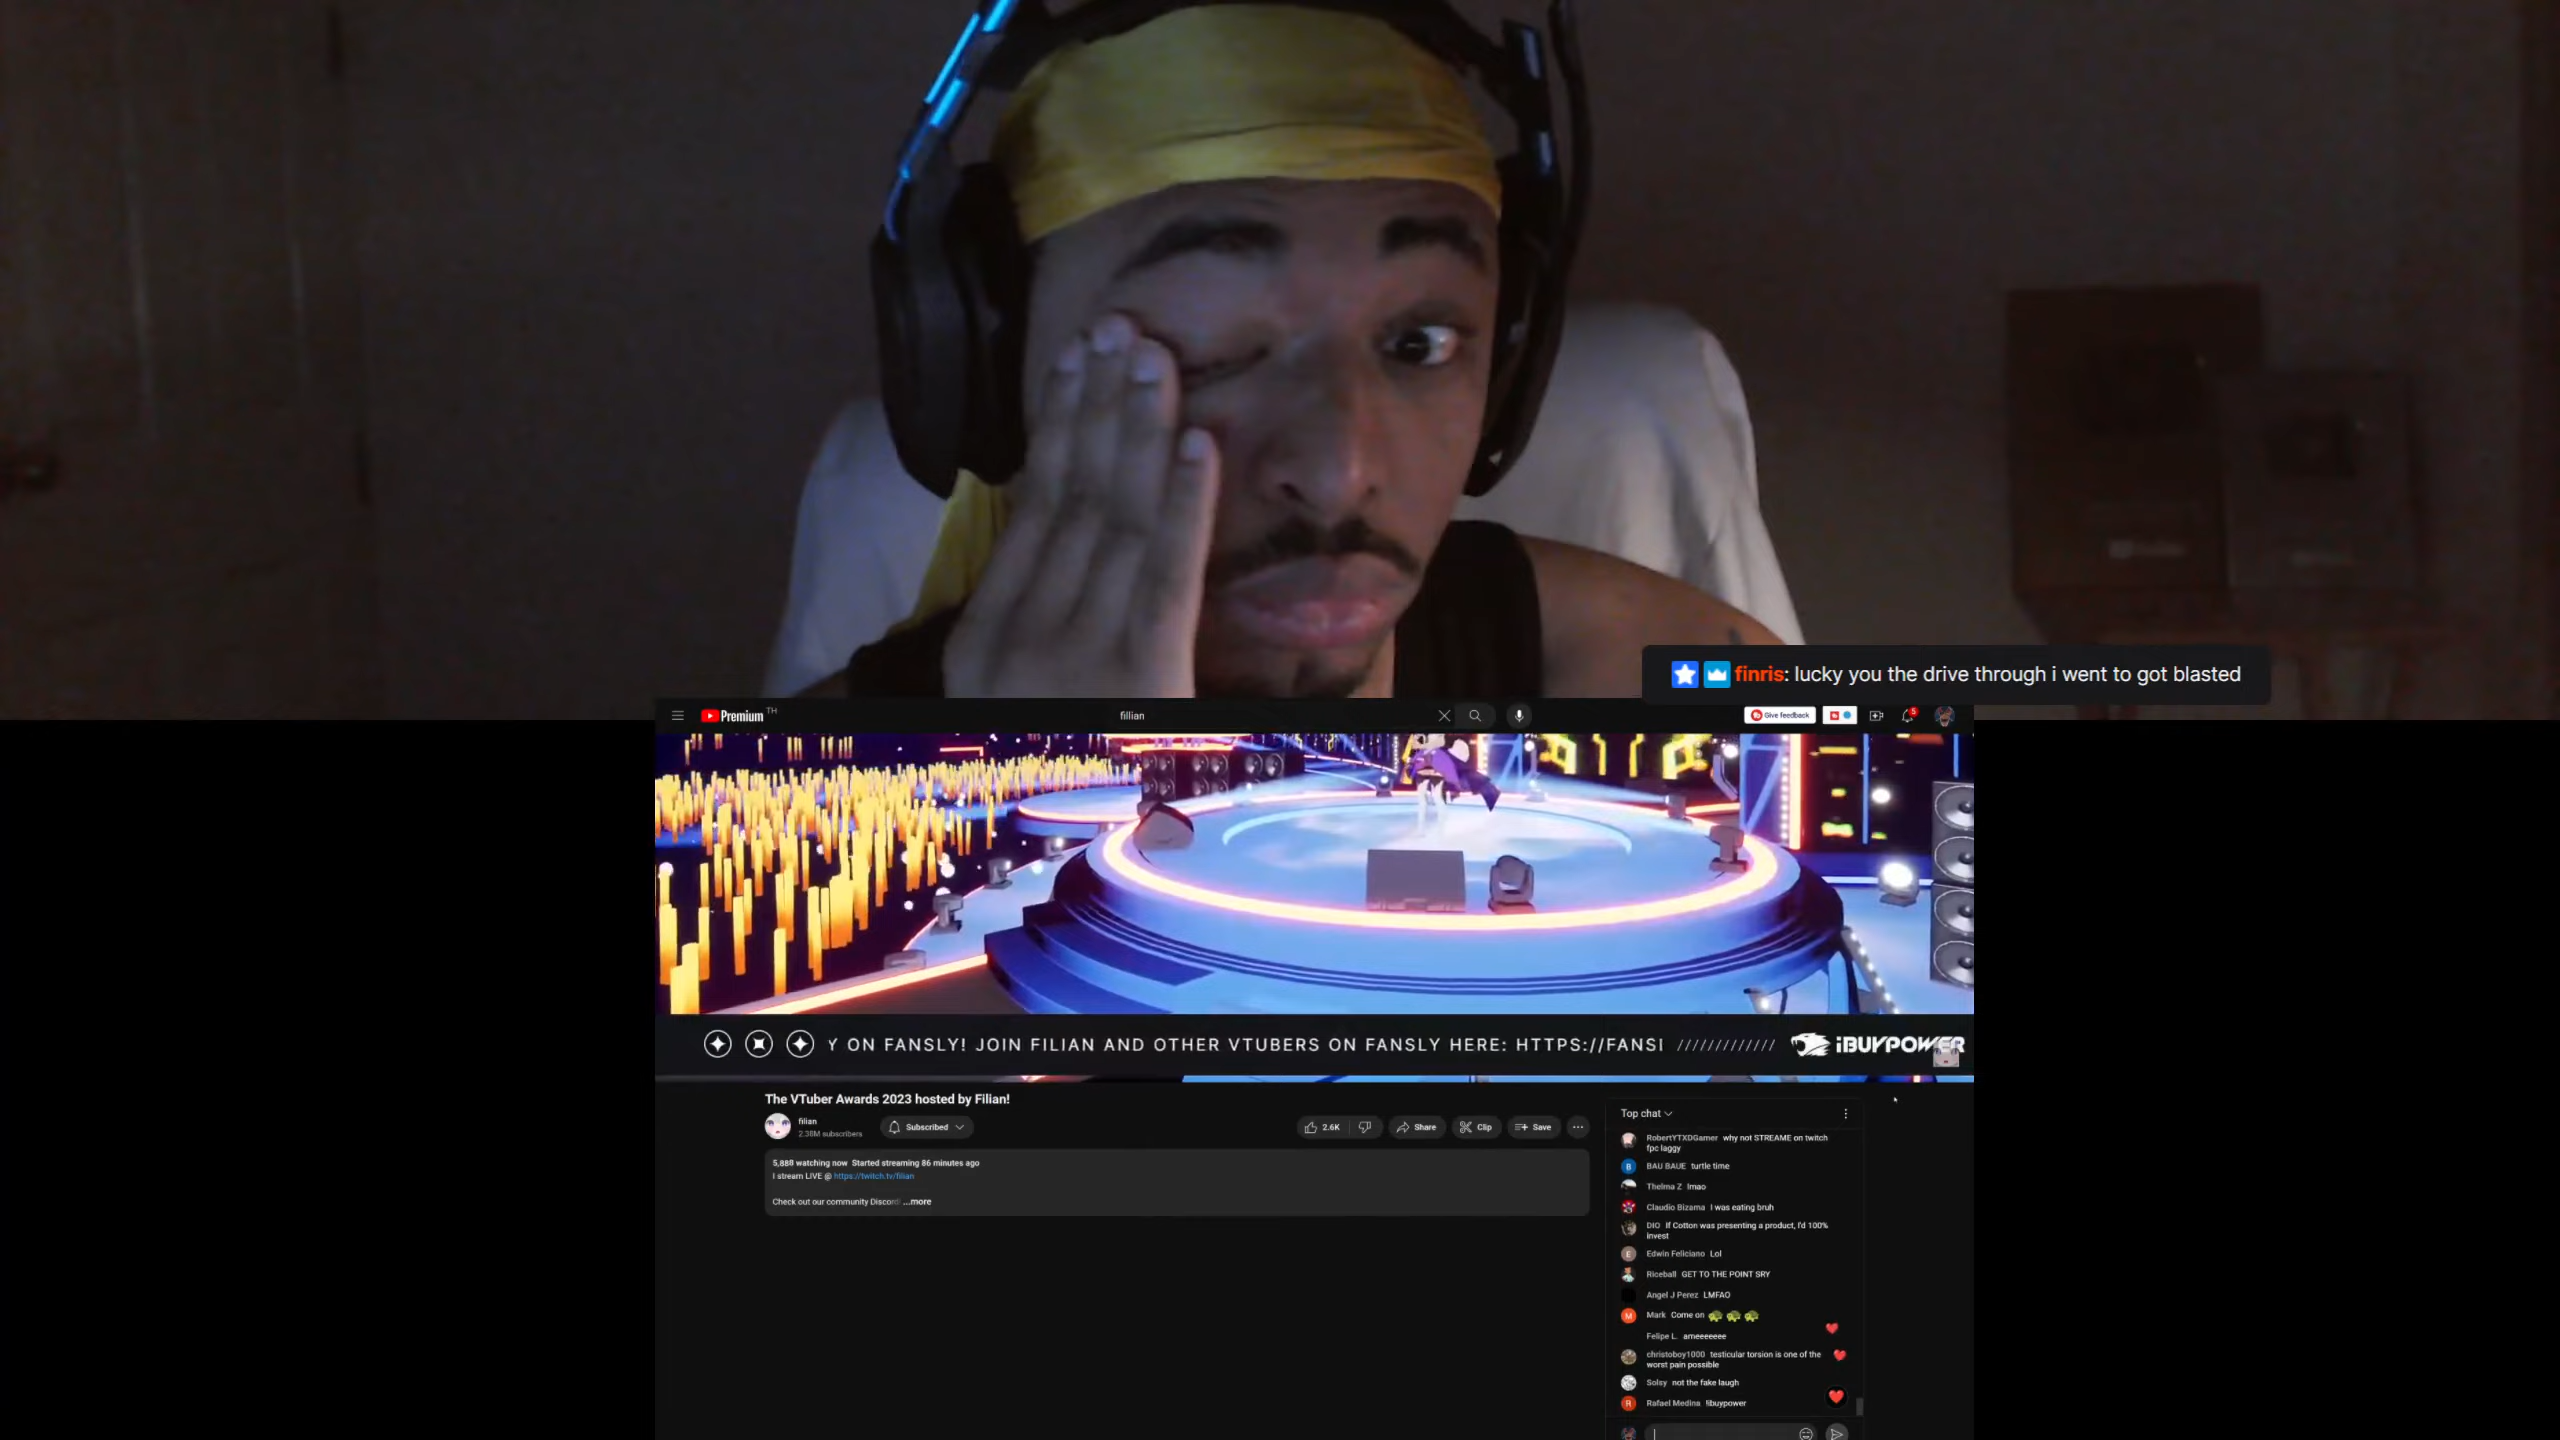 finris: lucky you the drive through i went to got blasted
Premium TH
fillian
Give feedback
5
Y ON FANSLY! JOIN FILIAN AND OTHER VTUBERS ON FANSLY HERE: HTTPS://FANSI //////////////
iBUYPOWER
The VTuber Awards 2023 hosted by Filian!
filian
2.38M subscribers
Subscribed
2.6K
Share
Clip
Save
5,888 watching now Started streaming 86 minutes ago
I stream LIVE @ https://twitch.tv/filian
Check out our community Discord ...more
Top chat
RobertYTXDGamer why not STREAME on twitch
fpc laggy
B BAU BAUE turtle time
Thelma Z lmao
Claudio Bizama I was eating bruh
DIO If Cotton was presenting a product, I'd 100%
invest
E Edwin Feliciano Lol
Riceball GET TO THE POINT SRY
Angel J Perez LMFAO
M Mark Come on 🐢 🐢 🐢
Felipe L. ameeeeeee
christoboy1000 testicular torsion is one of the
worst pain possible
Solsy not the fake laugh
R Rafael Medina !ibuypower